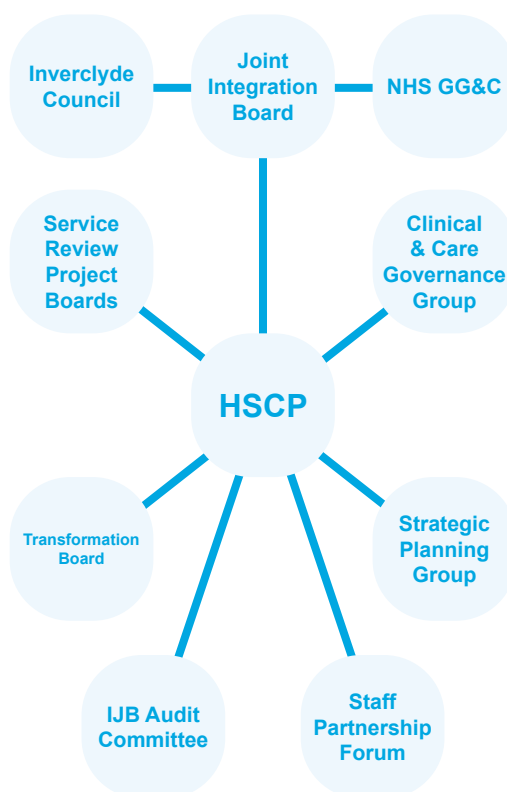 Inverclyde
Council
Joint
Integration
Board
NHS GG&C
Service
Review
Project
Boards
Clinical
& Care
Governance
Group
HSCP
Transformation
Board
Strategic
Planning
Group
IJB Audit
Committee
Staff
Partnership
Forum